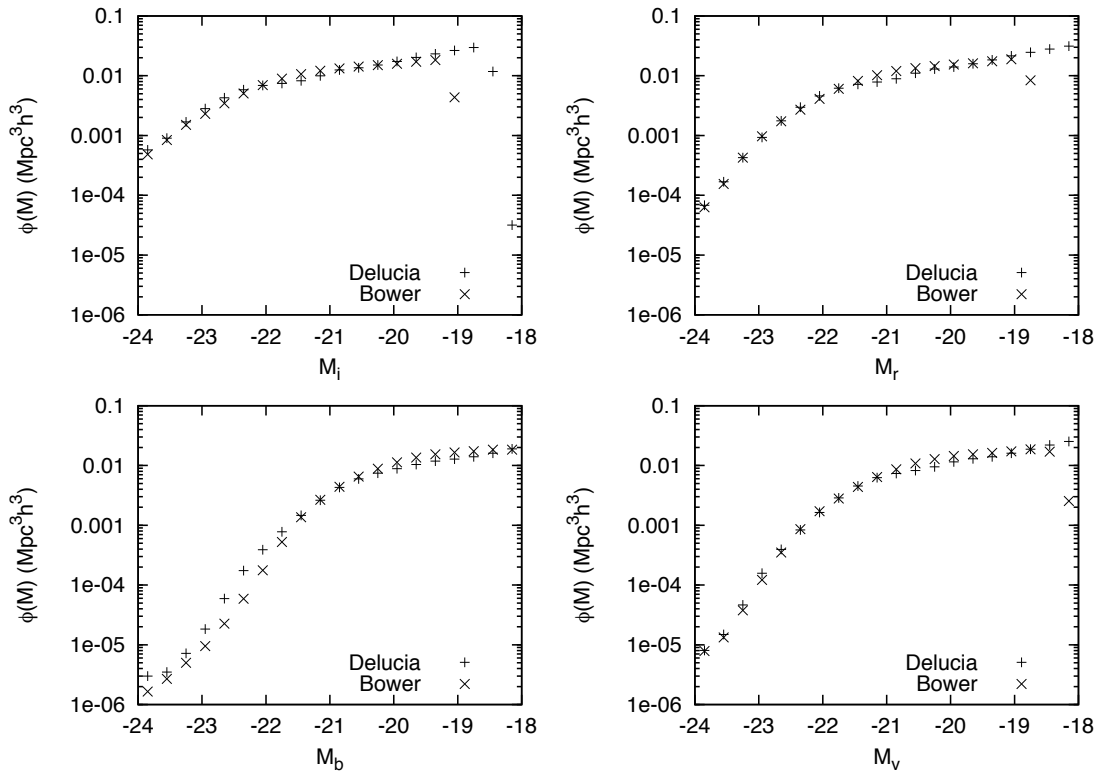 0.1
0.01
0.001
1e-04
1e-05
1e-06
ϕ(M) (Mpc³h³)
-24 -23 -22 -21 -20 -19 -18
M_i
Delucia
Bower
0.1
0.01
0.001
1e-04
1e-05
1e-06
ϕ(M) (Mpc³h³)
-24 -23 -22 -21 -20 -19 -18
M_r
Delucia
Bower
0.1
0.01
0.001
1e-04
1e-05
1e-06
ϕ(M) (Mpc³h³)
-24 -23 -22 -21 -20 -19 -18
M_b
Delucia
Bower
0.1
0.01
0.001
1e-04
1e-05
1e-06
ϕ(M) (Mpc³h³)
-24 -23 -22 -21 -20 -19 -18
M_v
Delucia
Bower